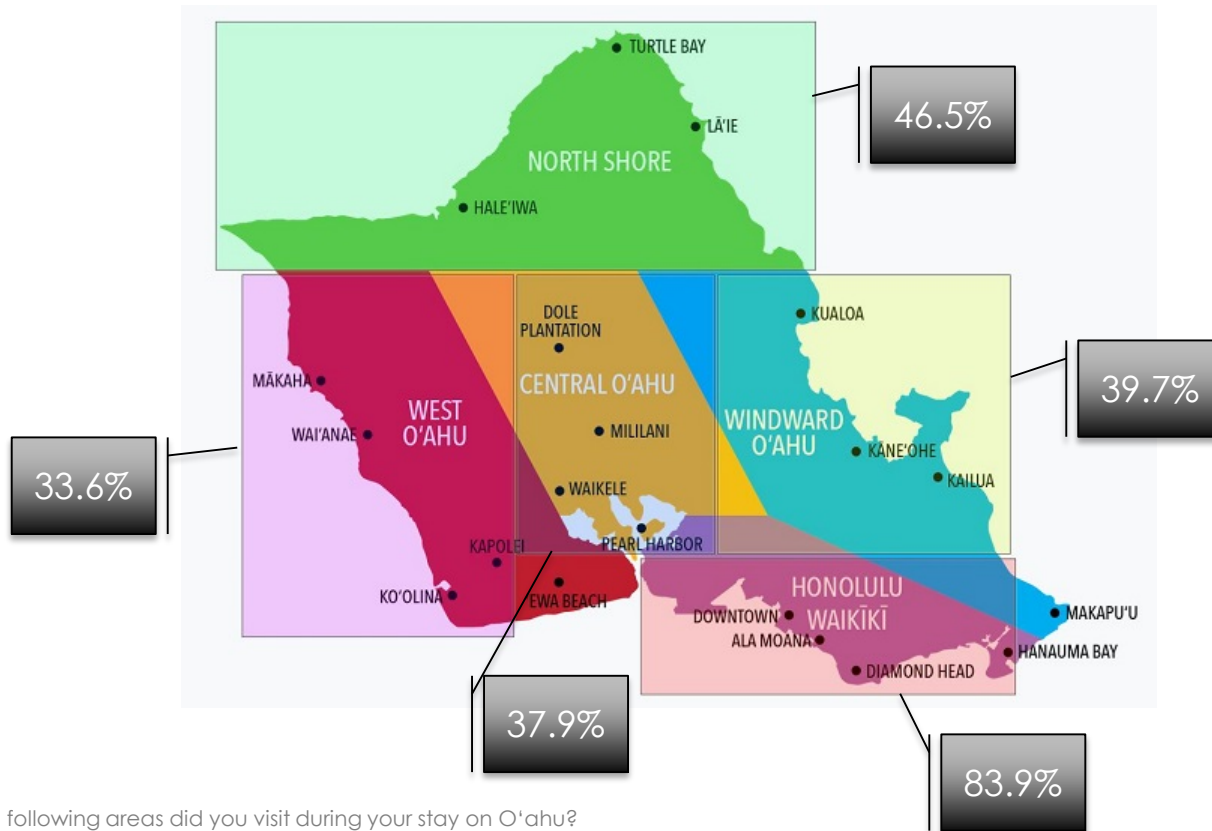 TURTLE BAY
46.5%
LĀ'IE
NORTH SHORE
HALE'IWA
DOLE
PLANTATION
KUALOA
39.7%
MĀKAHA
CENTRAL O'AHU
WEST
O'AHU
WINDWARD
O'AHU
WAI'ANAE
MILILANI
KĀNE'OHE
KAILUA
33.6%
WAIKELE
PEARL HARBOR
KAPOLEI
KO'OLINA
EWA BEACH
HONOLULU
WAIKĪKĪ
DOWNTOWN
ALA MOANA
MAKAPU'U
HANAUMA BAY
DIAMOND HEAD
37.9%
83.9%
following areas did you visit during your stay on O'ahu?